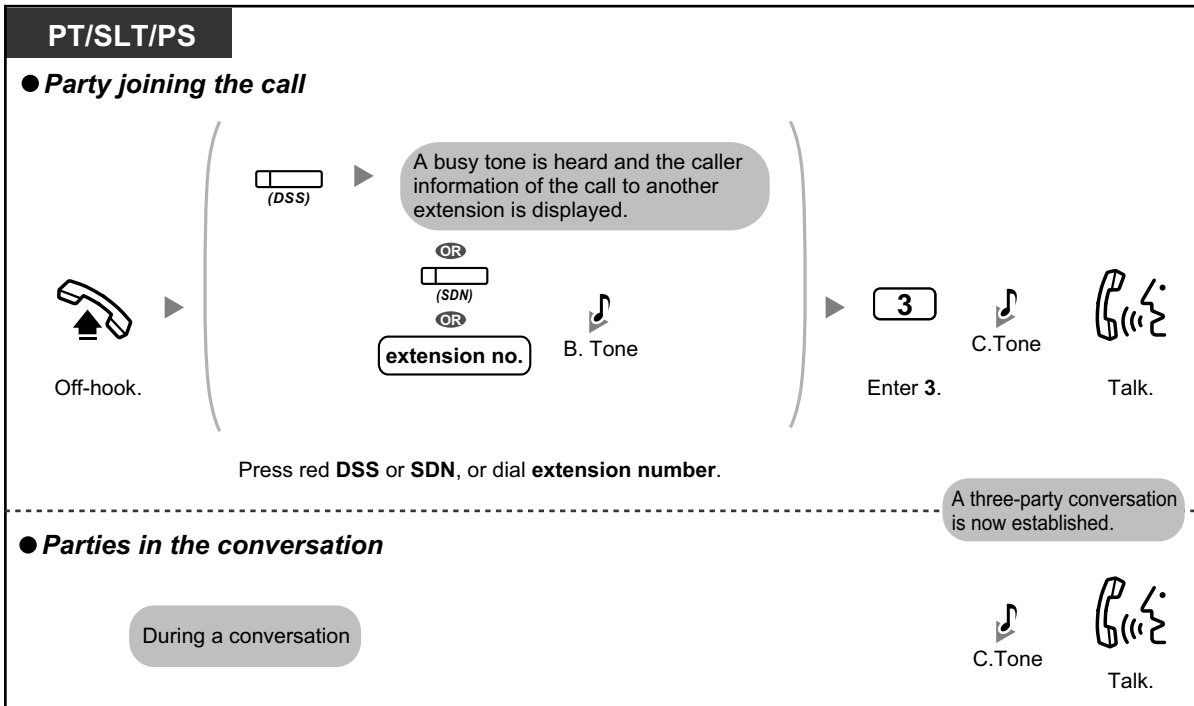 PT/SLT/PS
Party joining the call
A busy tone is heard and the caller
information of the call to another
extension is displayed.
(DSS)
OR
(SDN)
OR
extension no.
B. Tone
3
C.Tone
Off-hook.
Enter 3.
Talk.
Press red DSS or SDN, or dial extension number.
A three-party conversation
is now established.
Parties in the conversation
During a conversation
C.Tone
Talk.